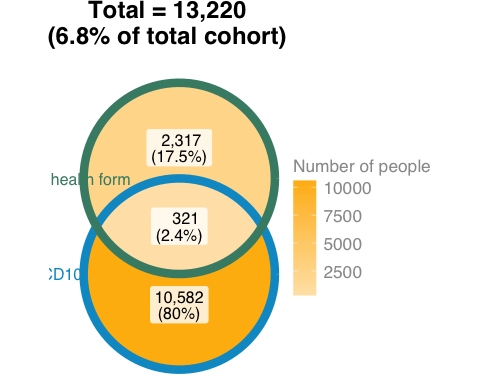 Total = 13,220
(6.8% of total cohort)
2,317
(17.5%)
Number of people
10000
health form
7500
321
(2.4%)
5000
2500
CD10
10,582
(80%)